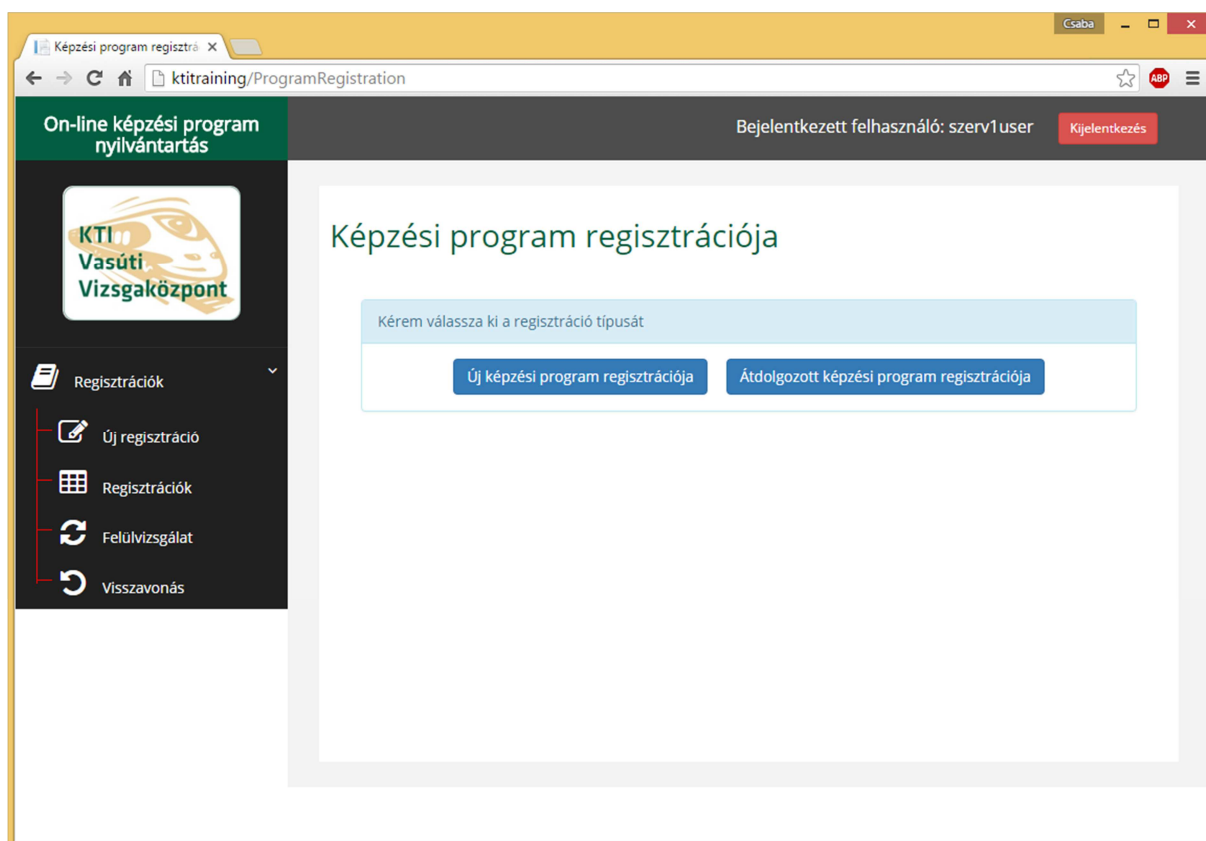 Csaba
Képzési program regisztrá
ktitraining/ProgramRegistration
ABP
On-line képzési program
nyilvántartás
Bejelentkezett felhasználó: szerv1user
Kijelentkezés
KTI
Vasúti
Vizsgaközpont
Képzési program regisztrációja
Kérem válassza ki a regisztráció típusát
Új képzési program regisztrációja
Átdolgozott képzési program regisztrációja
Regisztrációk
Új regisztráció
Regisztrációk
Felülvizsgálat
Visszavonás